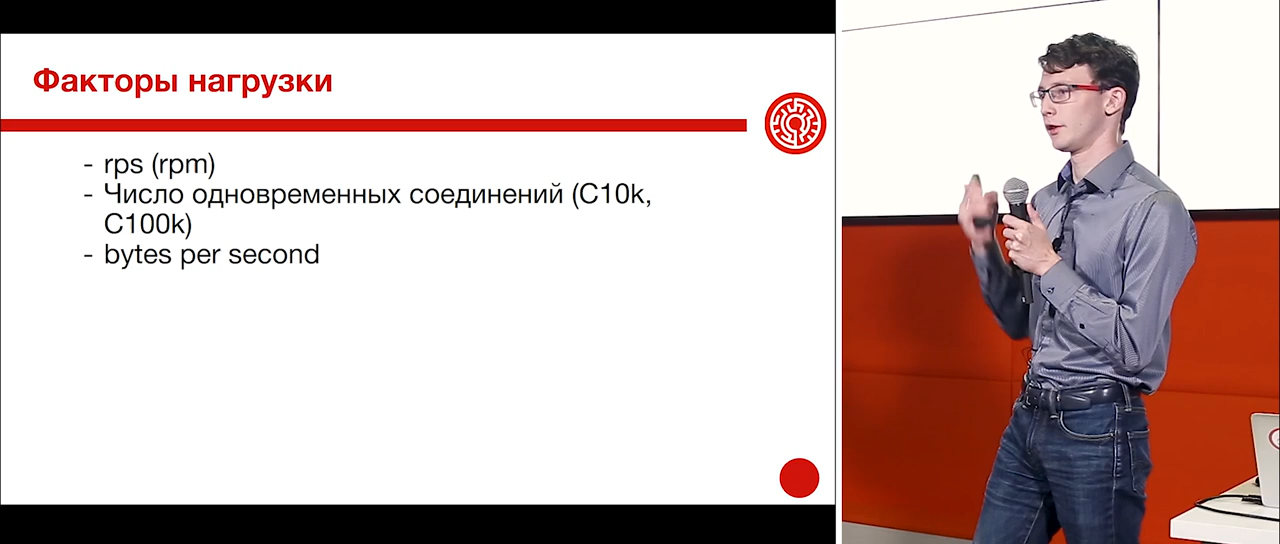 Факторы нагрузки
- rps (rpm)
- Число одновременных соединений (C10k,
C100k)
- bytes per second